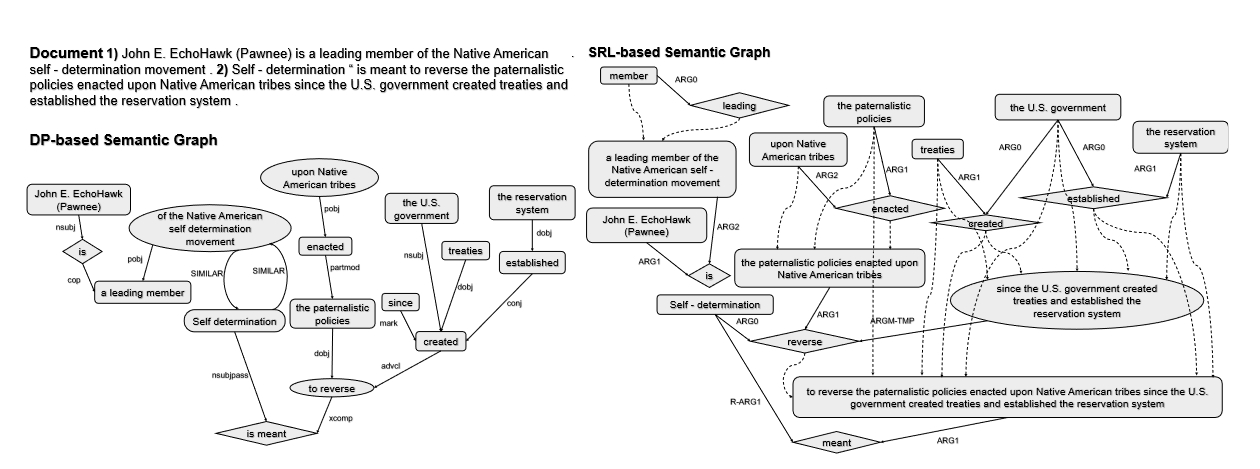 Document 1) John E. EchoHawk (Pawnee) is a leading member of the Native American
self - determination movement . 2) Self - determination “ is meant to reverse the paternalistic
policies enacted upon Native American tribes since the U.S. government created treaties and
established the reservation system .
DP-based Semantic Graph
John E. EchoHawk
(Pawnee)
nsubj
is
cop
a leading member
pobj
of the Native American
self determination
movement
SIMILAR
SIMILAR
Self determination
nsubjpass
is meant
upon Native
American tribes
pobj
enacted
partmod
the paternalistic
policies
dobj
to reverse
xcomp
the U.S.
government
nsubj
treaties
dobj
since
mark
created
advcl
the reservation
system
dobj
established
conj
SRL-based Semantic Graph
member
ARG0
leading
a leading member of the
Native American self -
determination movement
John E. EchoHawk
(Pawnee)
ARG1
ARG2
is
upon Native
American tribes
ARG2
the paternalistic
policies
ARG1
enacted
treaties
ARG1
the U.S. government
ARG0
ARG0
created
the reservation
system
ARG1
established
the paternalistic policies enacted upon
Native American tribes
since the U.S. government created
treaties and established the
reservation system
Self - determination
ARG0
ARG1
ARGM-TMP
reverse
to reverse the paternalistic policies enacted upon Native American tribes since the U.S.
government created treaties and established the reservation system
R-ARG1
meant
ARG1